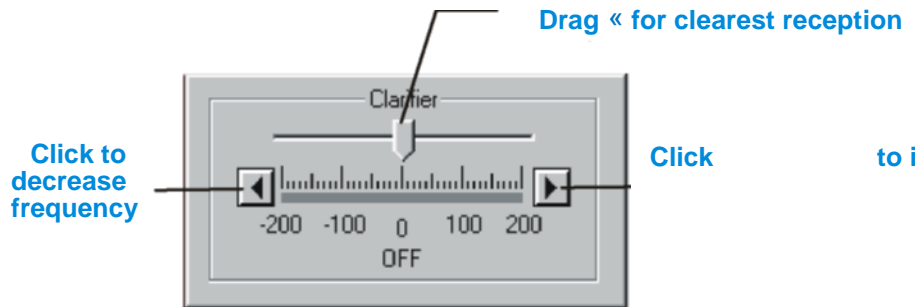 Drag « for clearest reception
Clarifier
Click to
decrease
frequency
Click to i
-200 -100 0 100 200
OFF